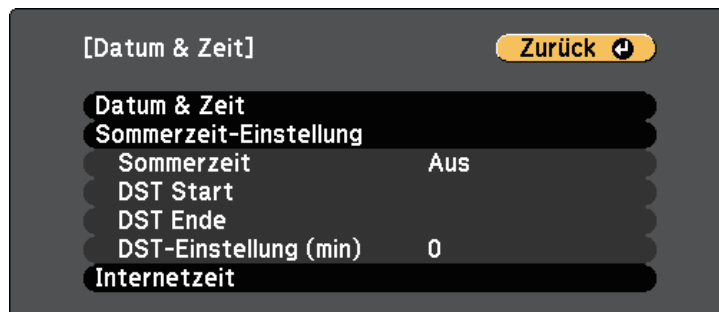 [Datum & Zeit] Zurück
Datum & Zeit
Sommerzeit-Einstellung
Sommerzeit Aus
DST Start
DST Ende
DST-Einstellung (min) 0
Internetzeit